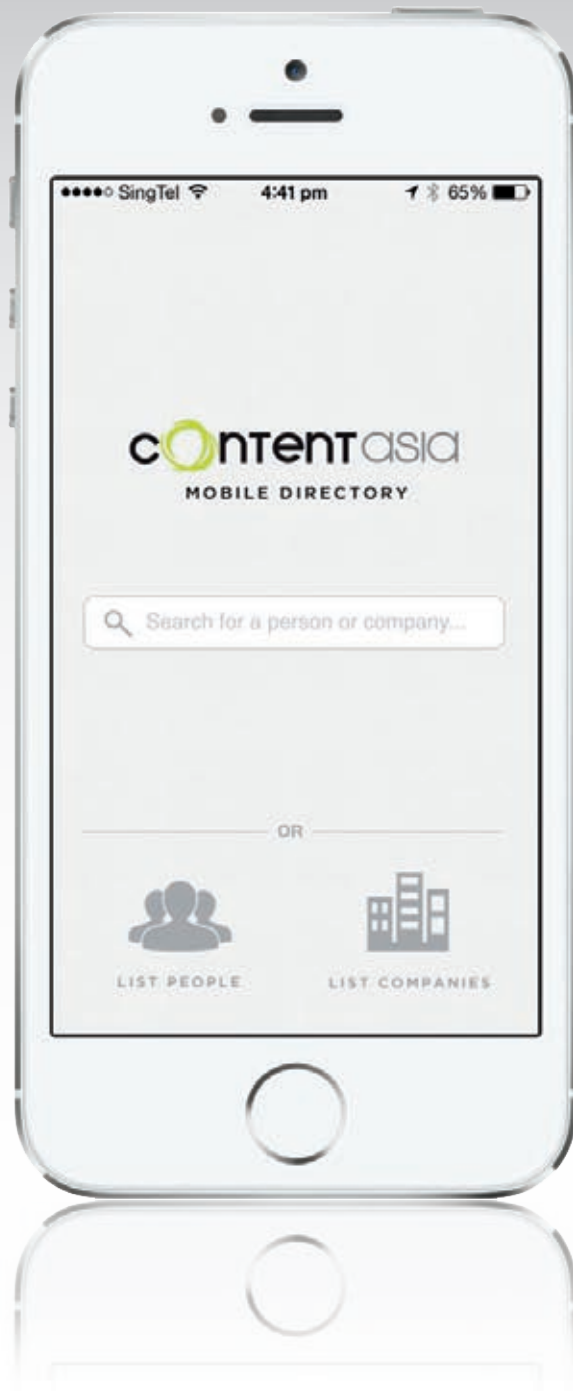 SingTel 4:41 pm 65%
contentasia
MOBILE DIRECTORY
Search for a person or company...
OR
LIST PEOPLE LIST COMPANIES